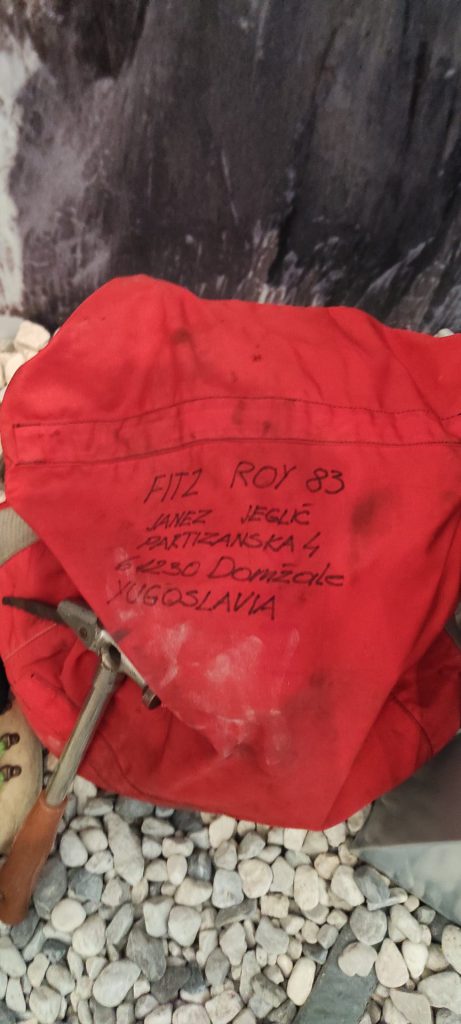 FITZ ROY 83
JANEZ JEGLIČ
PARTIZANSKA 4
61230 Domžale
YUGOSLAVIA